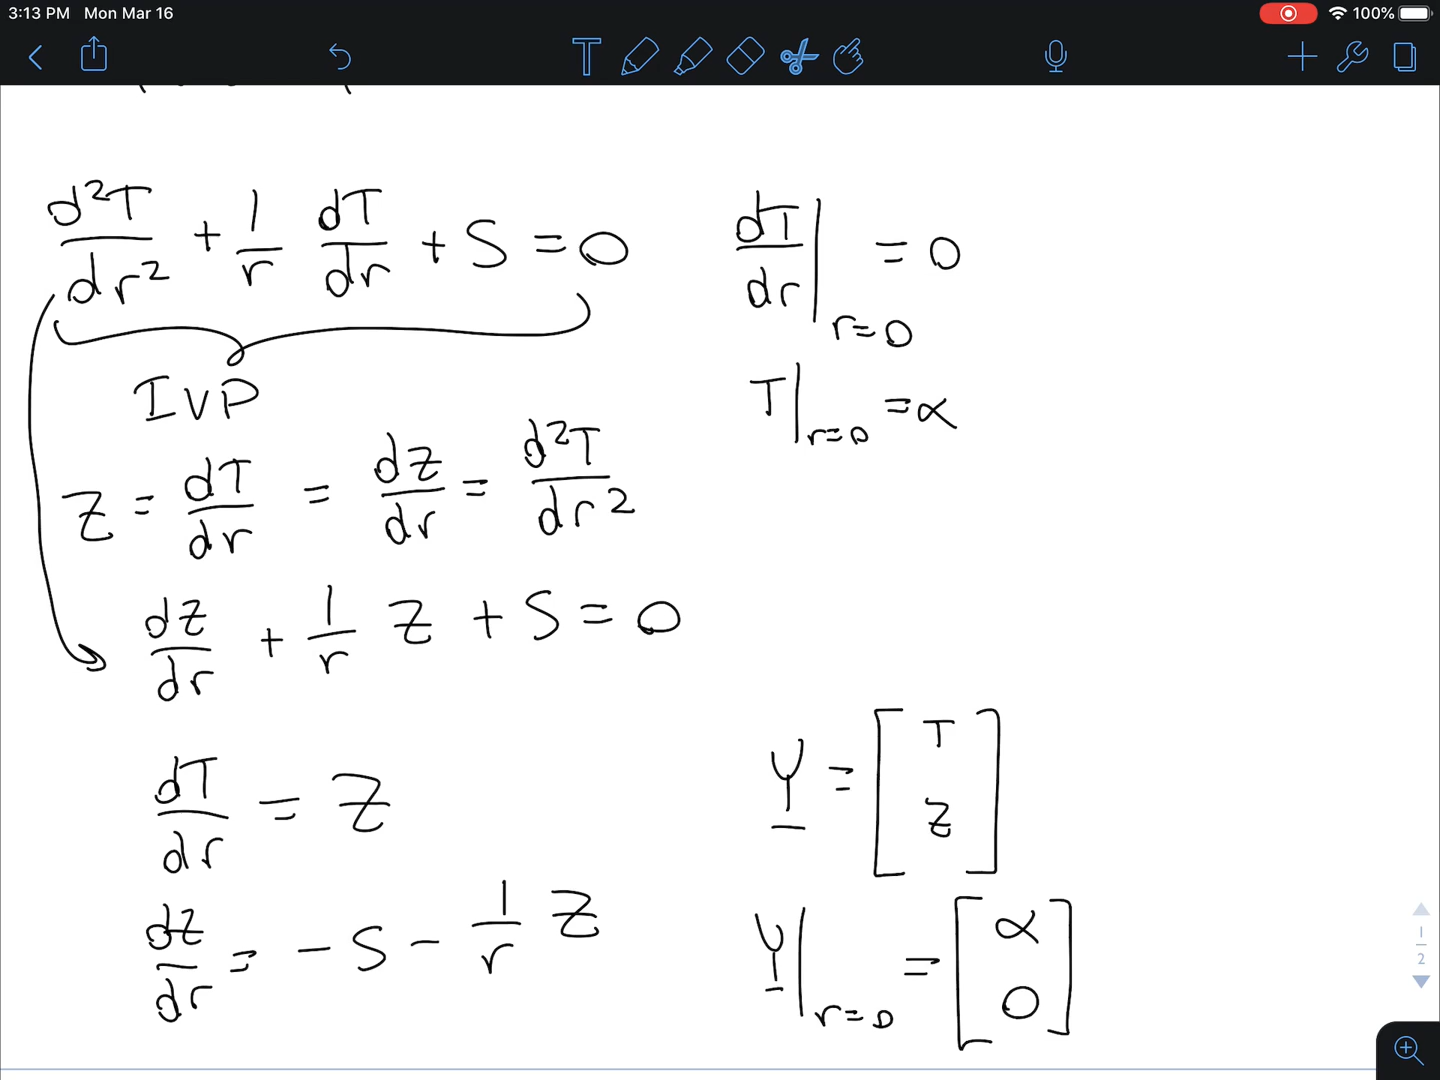 3:13 PM Mon Mar 16 100%
d²T/dr² + 1/r dT/dr + S = 0
dT/dr|r=0 = 0
IVP
T|r=0 = α
Z = dT/dr = dZ/dr = d²T/dr²
dZ/dr + 1/r Z + S = 0
dT/dr = Z
Y = [T Z]
dZ/dr = - S - 1/r Z
Y|r=0 = [α 0]
1
2